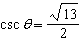 csc θ = √13/2